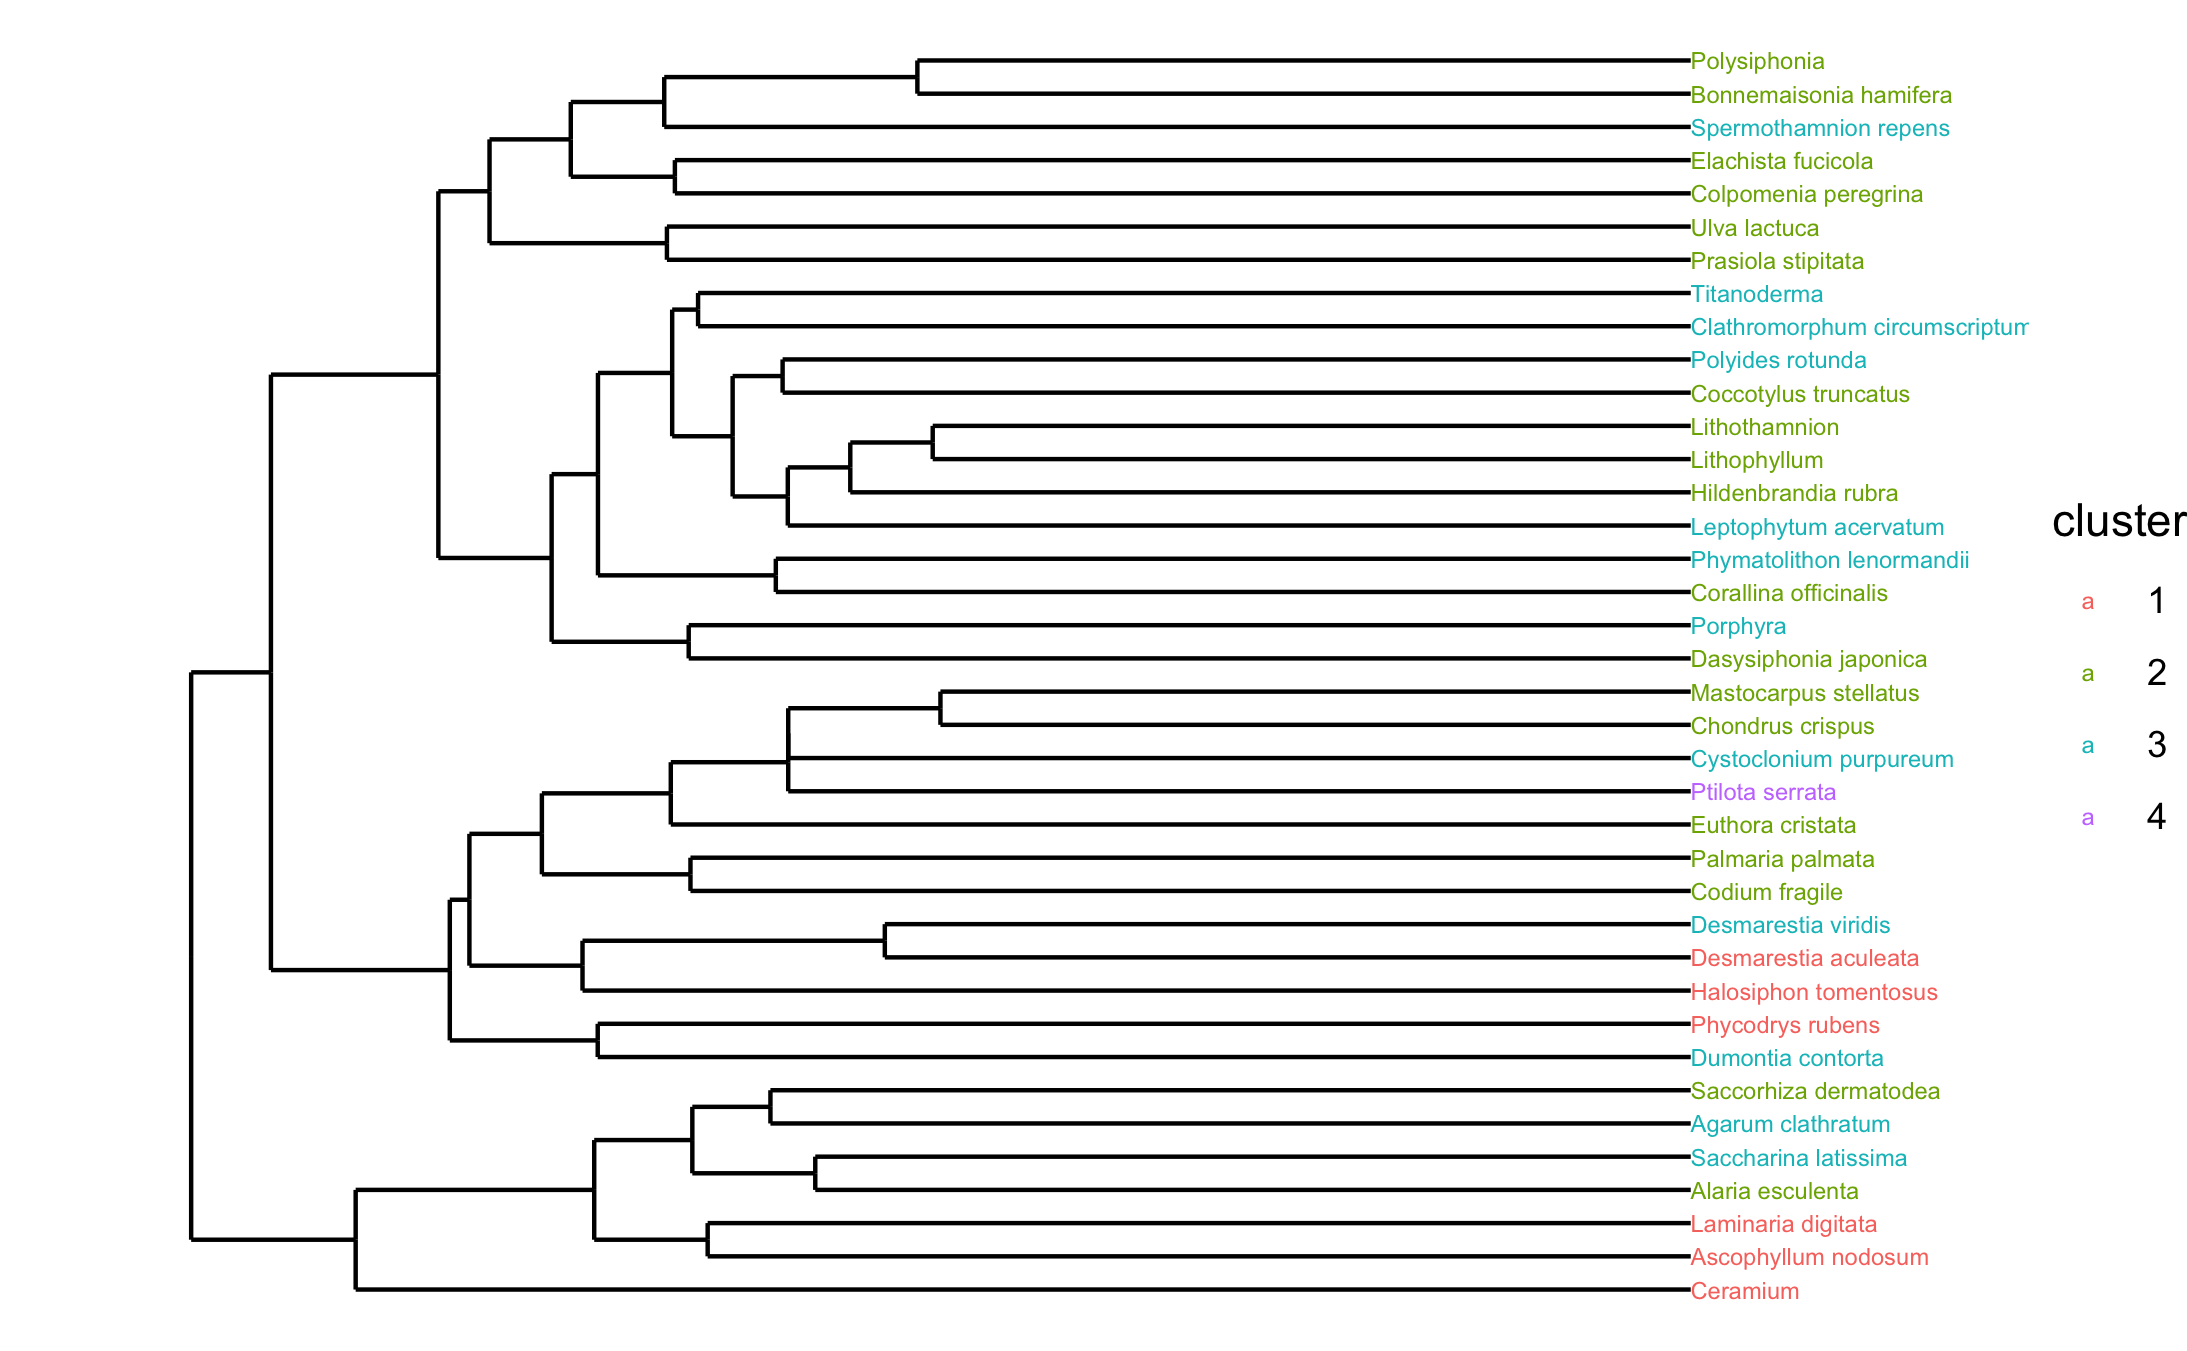 Polysiphonia
Bonnemaisonia hamifera
Spermothamnion repens
Elachista fucicola
Colpomenia peregrina
Ulva lactuca
Prasiola stipitata
Titanoderma
Clathromorphum circumscriptum
Polyides rotunda
Coccotylus truncatus
Lithothamnion
Lithophyllum
Hildenbrandia rubra
Leptophytum acervatum
Phymatolithon lenormandii
Corallina officinalis
Porphyra
Dasysiphonia japonica
Mastocarpus stellatus
Chondrus crispus
Cystoclonium purpureum
Ptilota serrata
Euthora cristata
Palmaria palmata
Codium fragile
Desmarestia viridis
Desmarestia aculeata
Halosiphon tomentosus
Phycodrys rubens
Dumontia contorta
Saccorhiza dermatodea
Agarum clathratum
Saccharina latissima
Alaria esculenta
Laminaria digitata
Ascophyllum nodosum
Ceramium
cluster
a 1
a 2
a 3
a 4